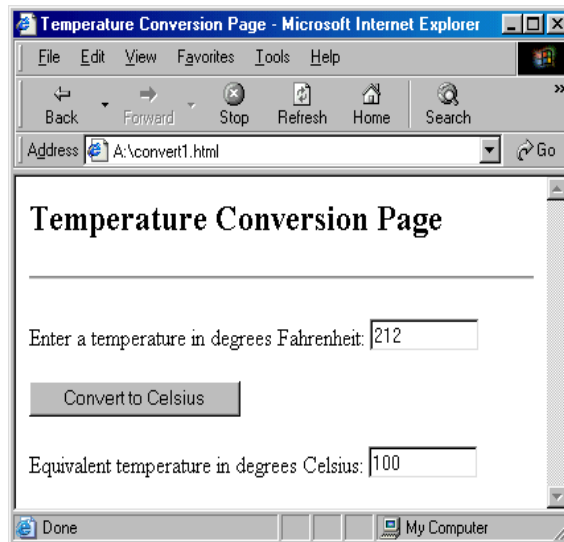 Temperature Conversion Page - Microsoft Internet Explorer
File Edit View Favorites Tools Help
Back Forward Stop Refresh Home Search »
Address A:\convert1.html Go
Temperature Conversion Page
Enter a temperature in degrees Fahrenheit: 212
Convert to Celsius
Equivalent temperature in degrees Celsius: 100
Done My Computer